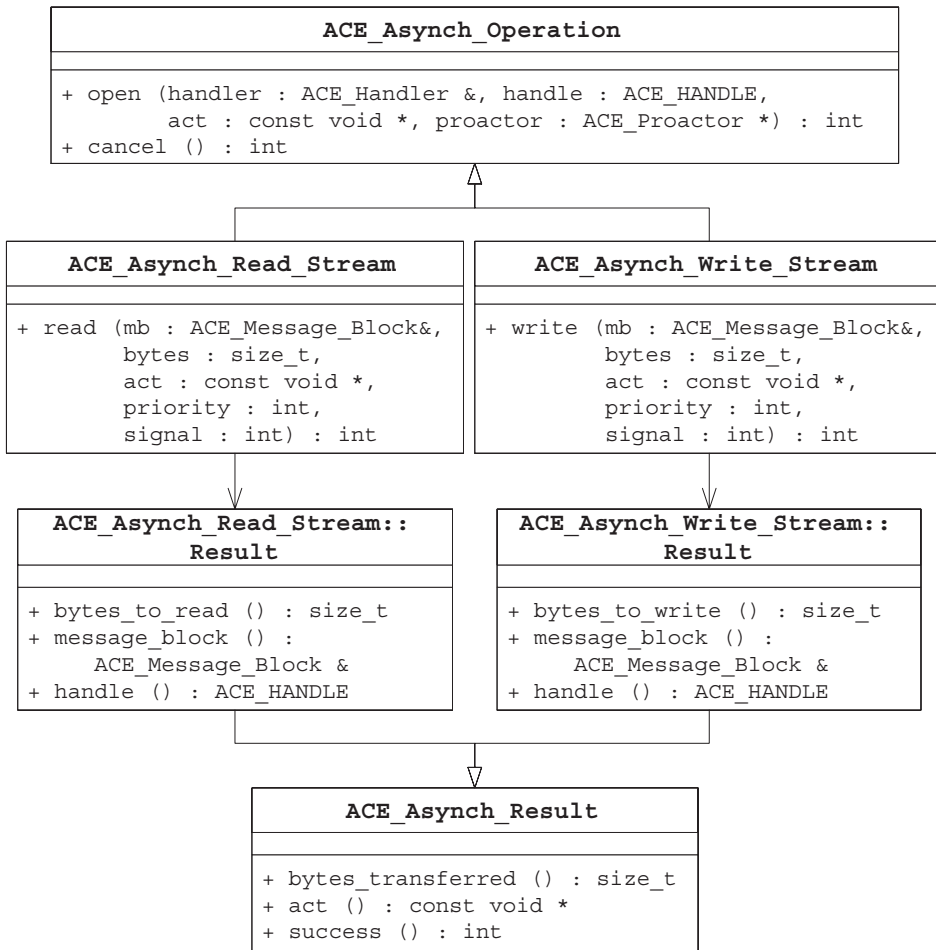 ACE_Asynch_Operation
+ open (handler : ACE_Handler &, handle : ACE_HANDLE,
act : const void *, proactor : ACE_Proactor *) : int
+ cancel () : int
ACE_Asynch_Read_Stream
+ read (mb : ACE_Message_Block&,
bytes : size_t,
act : const void *,
priority : int,
signal : int) : int
ACE_Asynch_Write_Stream
+ write (mb : ACE_Message_Block&,
bytes : size_t,
act : const void *,
priority : int,
signal : int) : int
ACE_Asynch_Read_Stream::
Result
+ bytes_to_read () : size_t
+ message_block () :
ACE_Message_Block &
+ handle () : ACE_HANDLE
ACE_Asynch_Write_Stream::
Result
+ bytes_to_write () : size_t
+ message_block () :
ACE_Message_Block &
+ handle () : ACE_HANDLE
ACE_Asynch_Result
+ bytes_transferred () : size_t
+ act () : const void *
+ success () : int